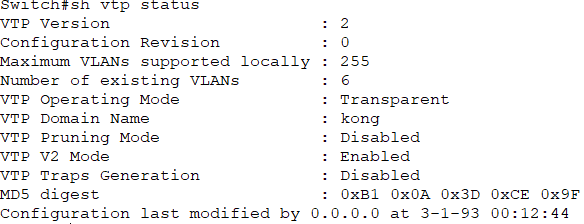 Switch#sh vtp status
VTP Version : 2
Configuration Revision : 0
Maximum VLANs supported locally : 255
Number of existing VLANs : 6
VTP Operating Mode : Transparent
VTP Domain Name : kong
VTP Pruning Mode : Disabled
VTP V2 Mode : Enabled
VTP Traps Generation : Disabled
MD5 digest : 0xB1 0x0A 0x3D 0xCE 0x9F
Configuration last modified by 0.0.0.0 at 3-1-93 00:12:44